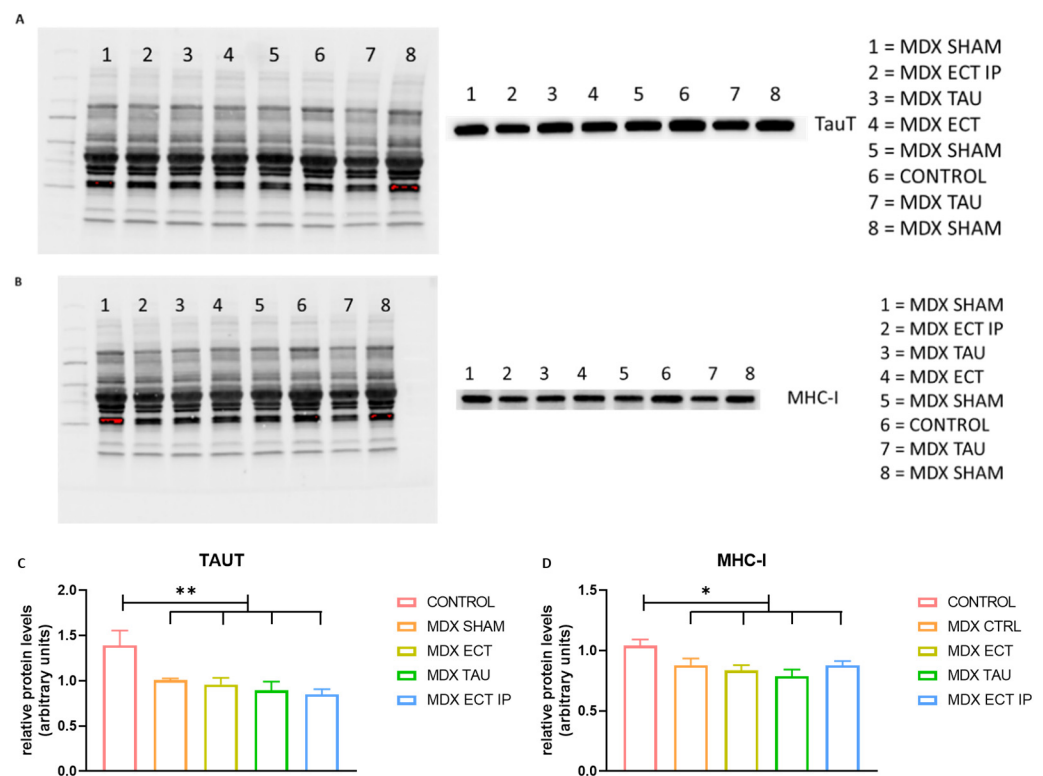 A
1 2 3 4 5 6 7 8
1 2 3 4 5 6 7 8
TauT
1 = MDX SHAM
2 = MDX ECT IP
3 = MDX TAU
4 = MDX ECT
5 = MDX SHAM
6 = CONTROL
7 = MDX TAU
8 = MDX SHAM
B
1 2 3 4 5 6 7 8
1 2 3 4 5 6 7 8
MHC-I
1 = MDX SHAM
2 = MDX ECT IP
3 = MDX TAU
4 = MDX ECT
5 = MDX SHAM
6 = CONTROL
7 = MDX TAU
8 = MDX SHAM
C
TAUT
relative protein levels
(arbitrary units)
2.0
1.5
1.0
0.5
0.0
**
CONTROL
MDX SHAM
MDX ECT
MDX TAU
MDX ECT IP
D
MHC-I
relative protein levels
(arbitrary units)
1.5
1.0
0.5
0.0
*
CONTROL
MDX CTRL
MDX ECT
MDX TAU
MDX ECT IP